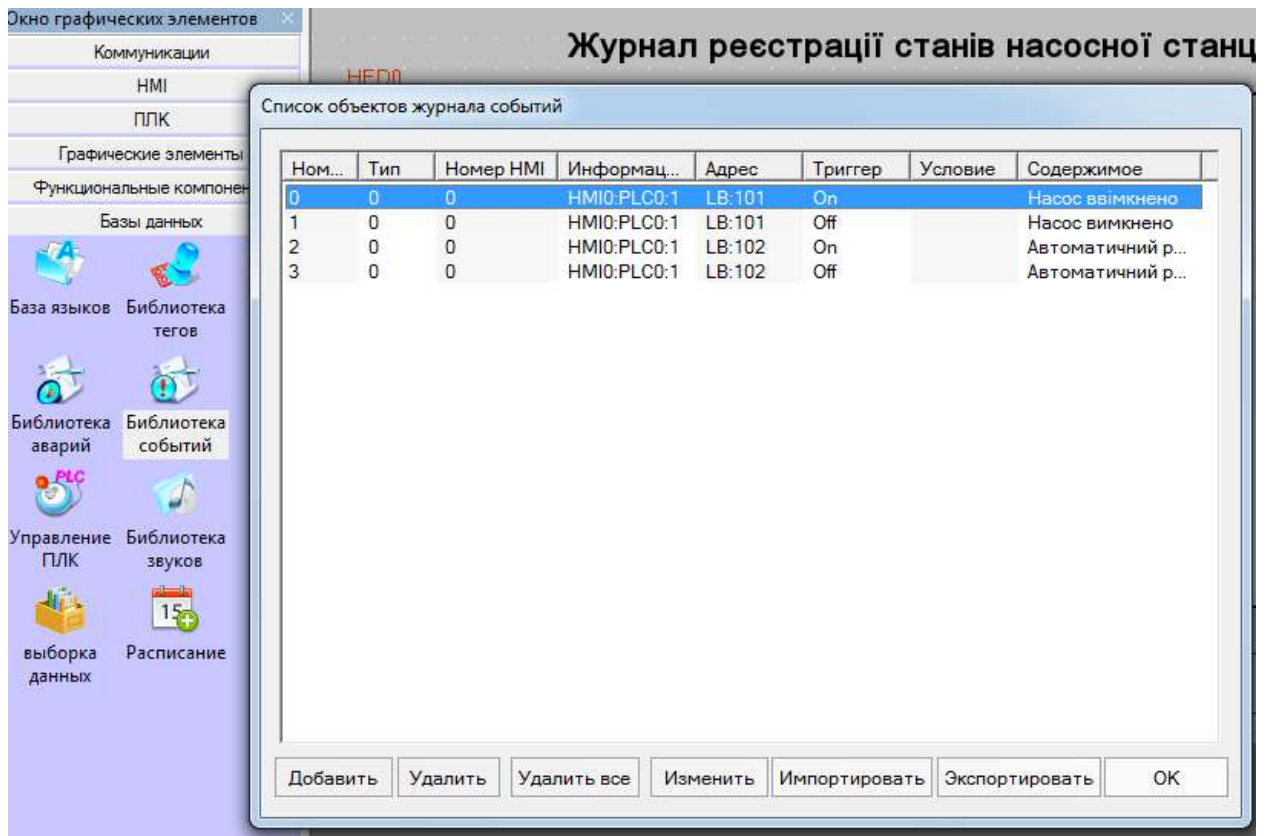 Окно графических элементов
Коммуникации
HMI
ПЛК
Графические элементы
Функциональные компонен
Базы данных
База языков Библиотека тегов
Библиотека аварий Библиотека событий
PLC
Управление ПЛК Библиотека звуков
15
выборка данных Расписание
Журнал реєстрації станів насосної станц
HED0
Список объектов журнала событий
Ном... Тип Номер HMI Информац... Адрес Триггер Условие Содержимое
0 0 0 HMI0:PLC0:1 LB:101 On Насос ввімкнено
1 0 0 HMI0:PLC0:1 LB:101 Off Насос вимкнено
2 0 0 HMI0:PLC0:1 LB:102 On Автоматичний р...
3 0 0 HMI0:PLC0:1 LB:102 Off Автоматичний р...
Добавить Удалить Удалить все Изменить Импортировать Экспортировать OK